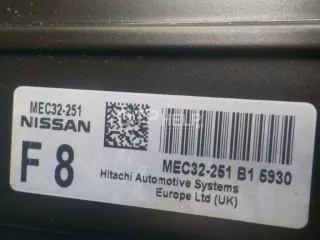 MEC32-251
NISSAN
F 8
MEC32-251 B1 5930
Hitachi Automotive Systems
Europe Ltd (UK)